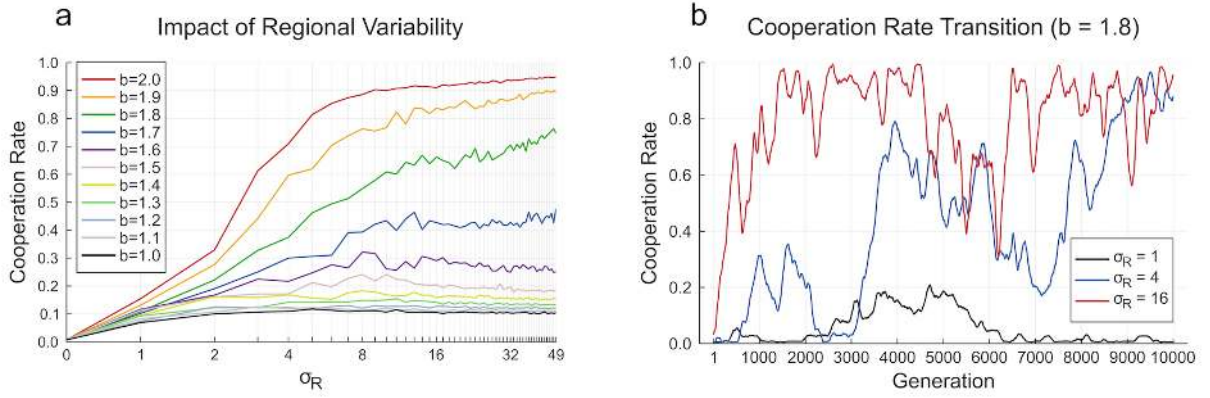 a
Impact of Regional Variability
Cooperation Rate
1.0
0.9
0.8
0.7
0.6
0.5
0.4
0.3
0.2
0.1
0.0
b=2.0
b=1.9
b=1.8
b=1.7
b=1.6
b=1.5
b=1.4
b=1.3
b=1.2
b=1.1
b=1.0
0 1 2 4 8 16 32 49
σR
b
Cooperation Rate Transition (b = 1.8)
Cooperation Rate
1.0
0.8
0.6
0.4
0.2
0.0
σR = 1
σR = 4
σR = 16
1 1000 2000 3000 4000 5000 6000 7000 8000 9000 10000
Generation